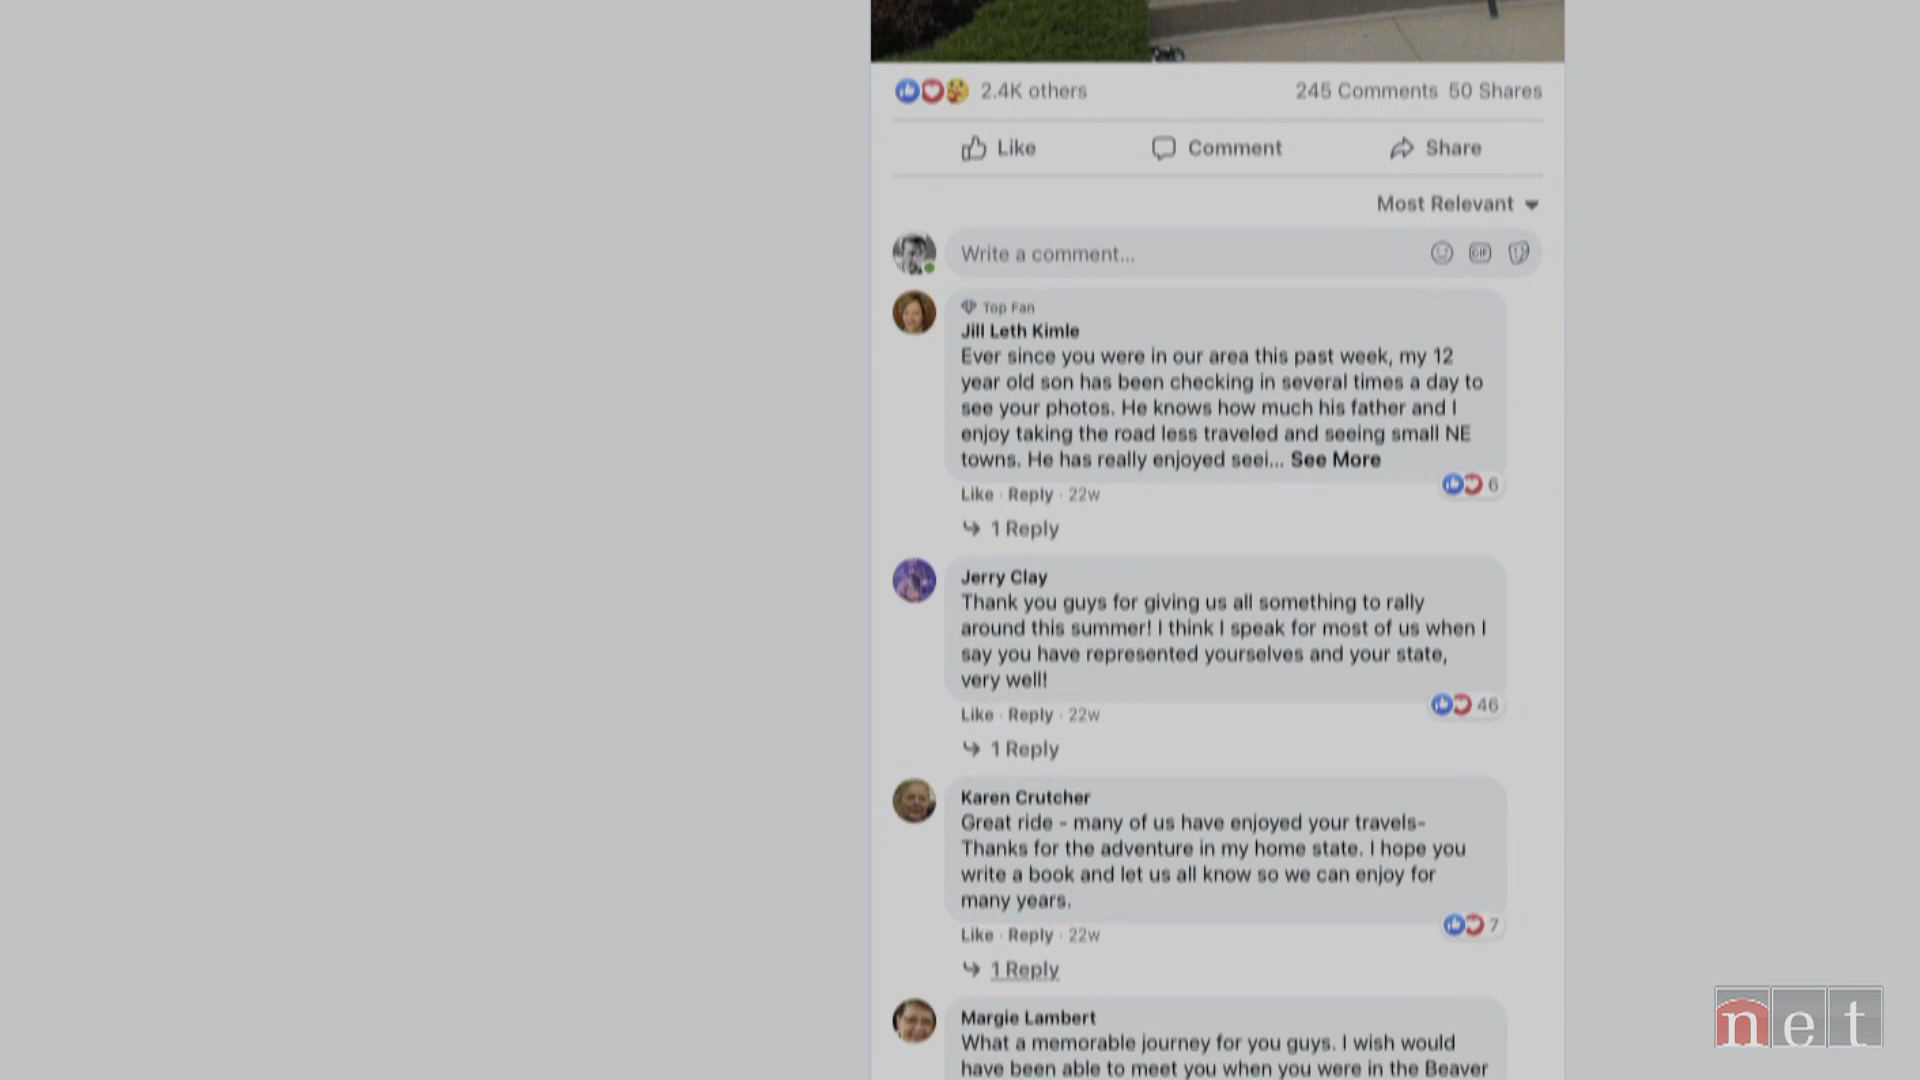 2.4K others 245 Comments 50 Shares
Like Comment Share
Most Relevant
Write a comment... GIF
Top Fan
Jill Leth Kimle
Ever since you were in our area this past week, my 12
year old son has been checking in several times a day to
see your photos. He knows how much his father and I
enjoy taking the road less traveled and seeing small NE
towns. He has really enjoyed seei... See More
6
Like · Reply · 22w
1 Reply
Jerry Clay
Thank you guys for giving us all something to rally
around this summer! I think I speak for most of us when I
say you have represented yourselves and your state,
very well!
46
Like · Reply · 22w
1 Reply
Karen Crutcher
Great ride - many of us have enjoyed your travels-
Thanks for the adventure in my home state. I hope you
write a book and let us all know so we can enjoy for
many years.
7
Like · Reply · 22w
1 Reply
Margie Lambert
What a memorable journey for you guys. I wish would
have been able to meet you when you were in the Beaver
net